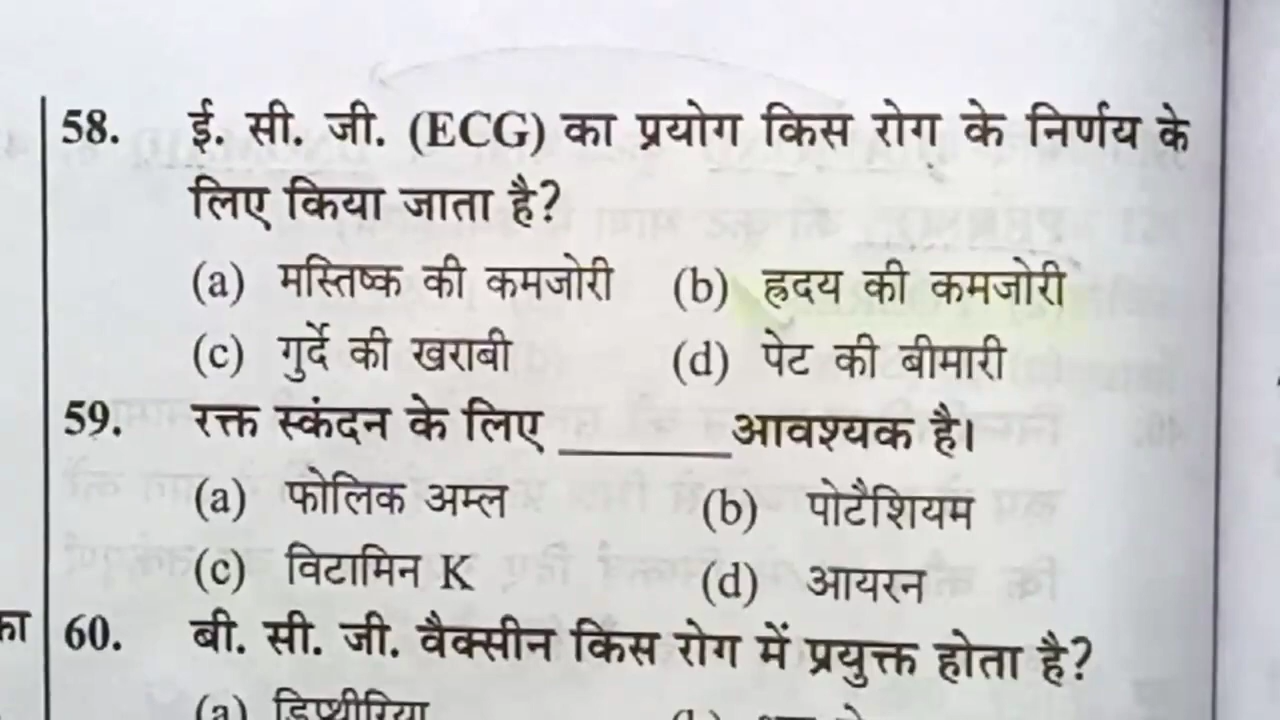 58. ई. सी. जी. (ECG) का प्रयोग किस रोग के निर्णय के
लिए किया जाता है?
(a) मस्तिष्क की कमजोरी (b) ह्रदय की कमजोरी
(c) गुर्दे की खराबी (d) पेट की बीमारी
59. रक्त स्कंदन के लिए ______ आवश्यक है।
(a) फोलिक अम्ल (b) पोटैशियम
(c) विटामिन K (d) आयरन
का
60. बी. सी. जी. वैक्सीन किस रोग में प्रयुक्त होता है?
(a) डिप्थीरिया (b)